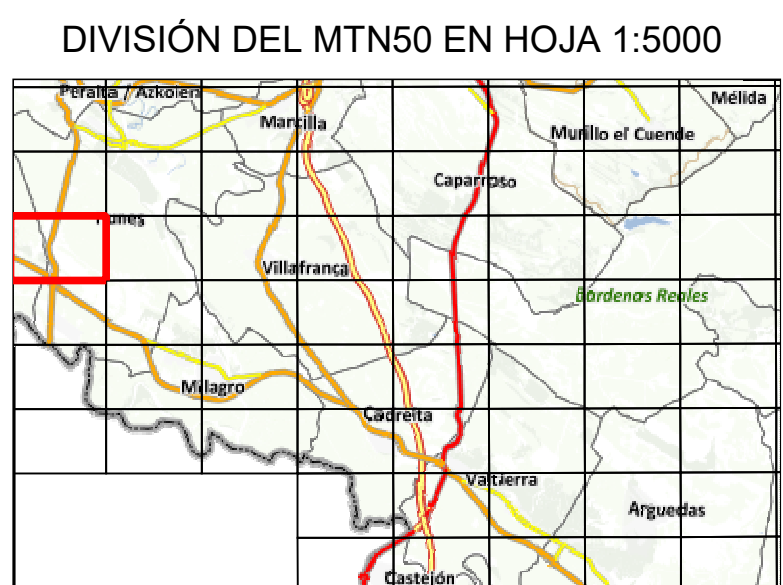 DIVISIÓN DEL MTN50 EN HOJA 1:5000
Peralta / Azkoien
Mélida
Marcilla
Murillo el Cuende
Caparroso
Funes
Villafranca
Bardenas Reales
Milagro
Cadreita
Valtierra
Arguedas
Castejón